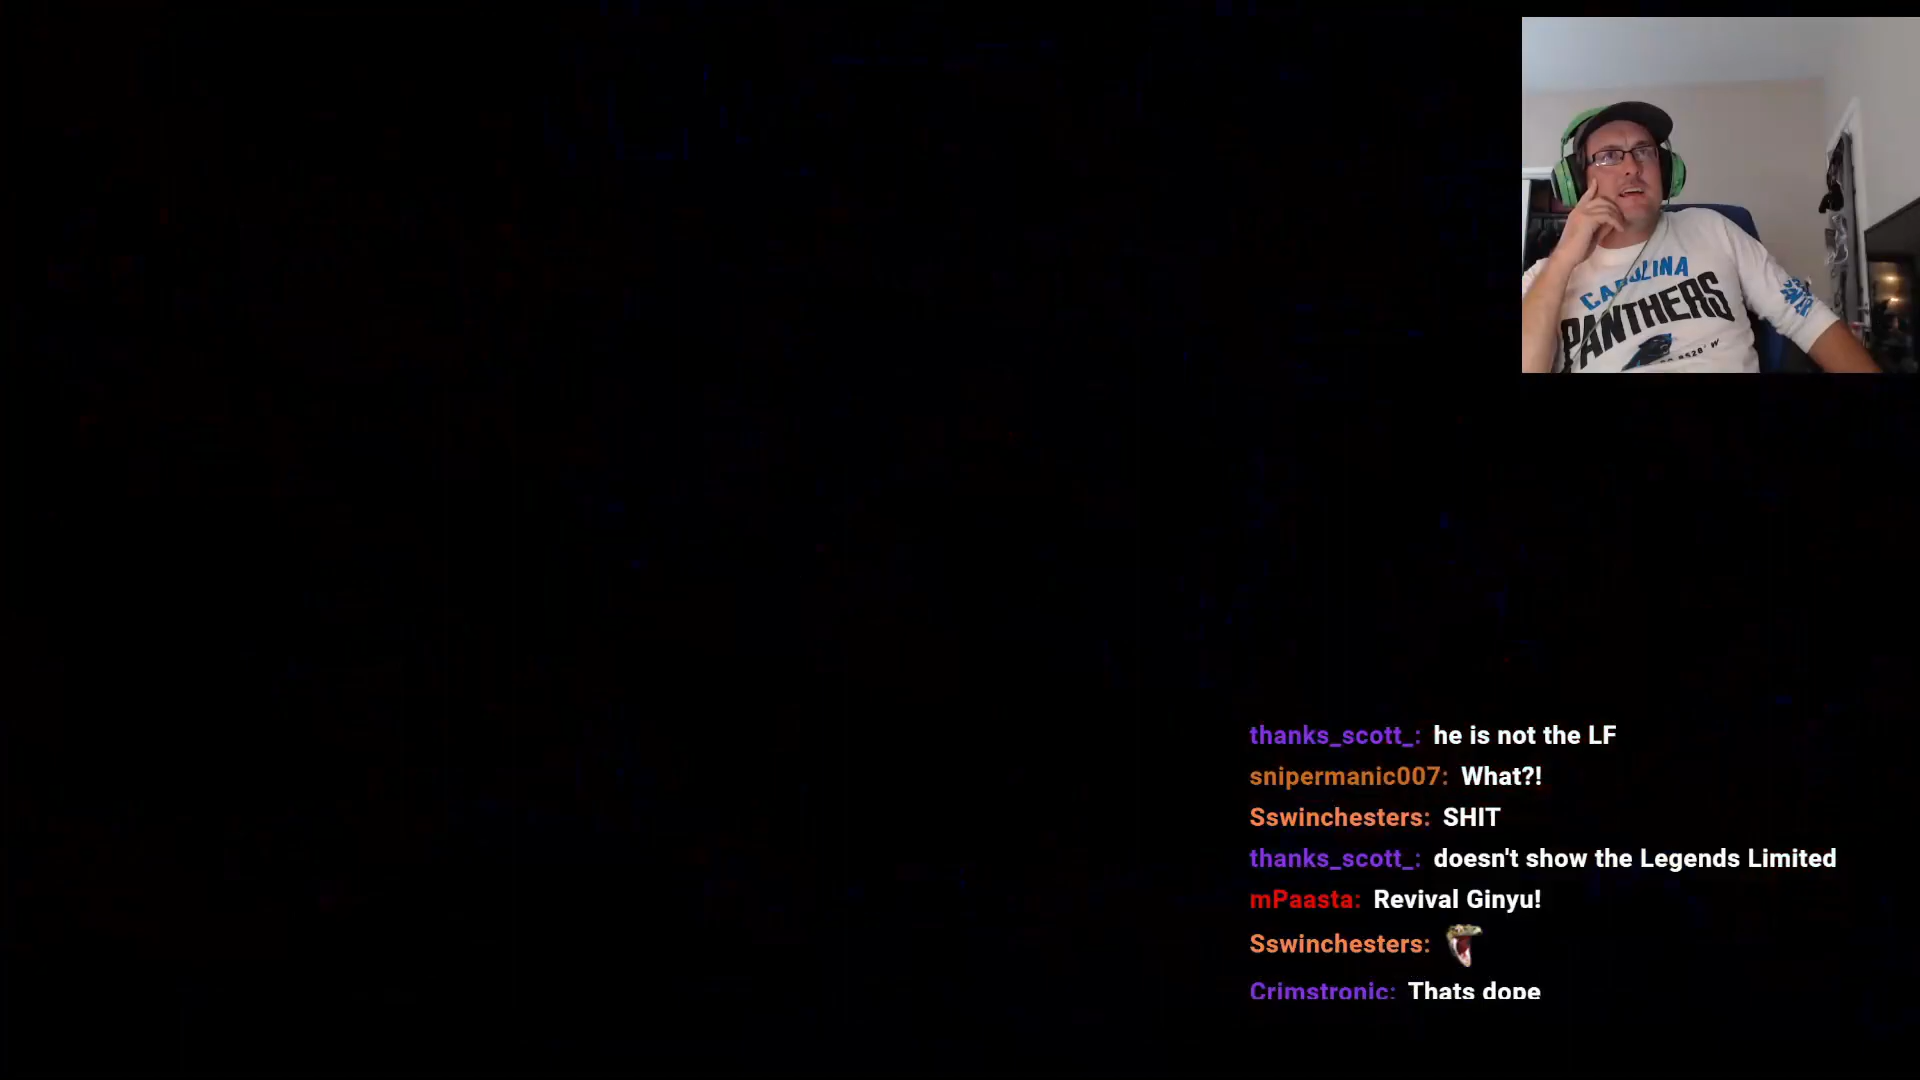 CAROLINA
PANTHERS
thanks_scott_: he is not the LF
snipermanic007: What?!
Sswinchesters: SHIT
thanks_scott_: doesn't show the Legends Limited
mPaasta: Revival Ginyu!
Sswinchesters:
Crimstronic: Thats dope